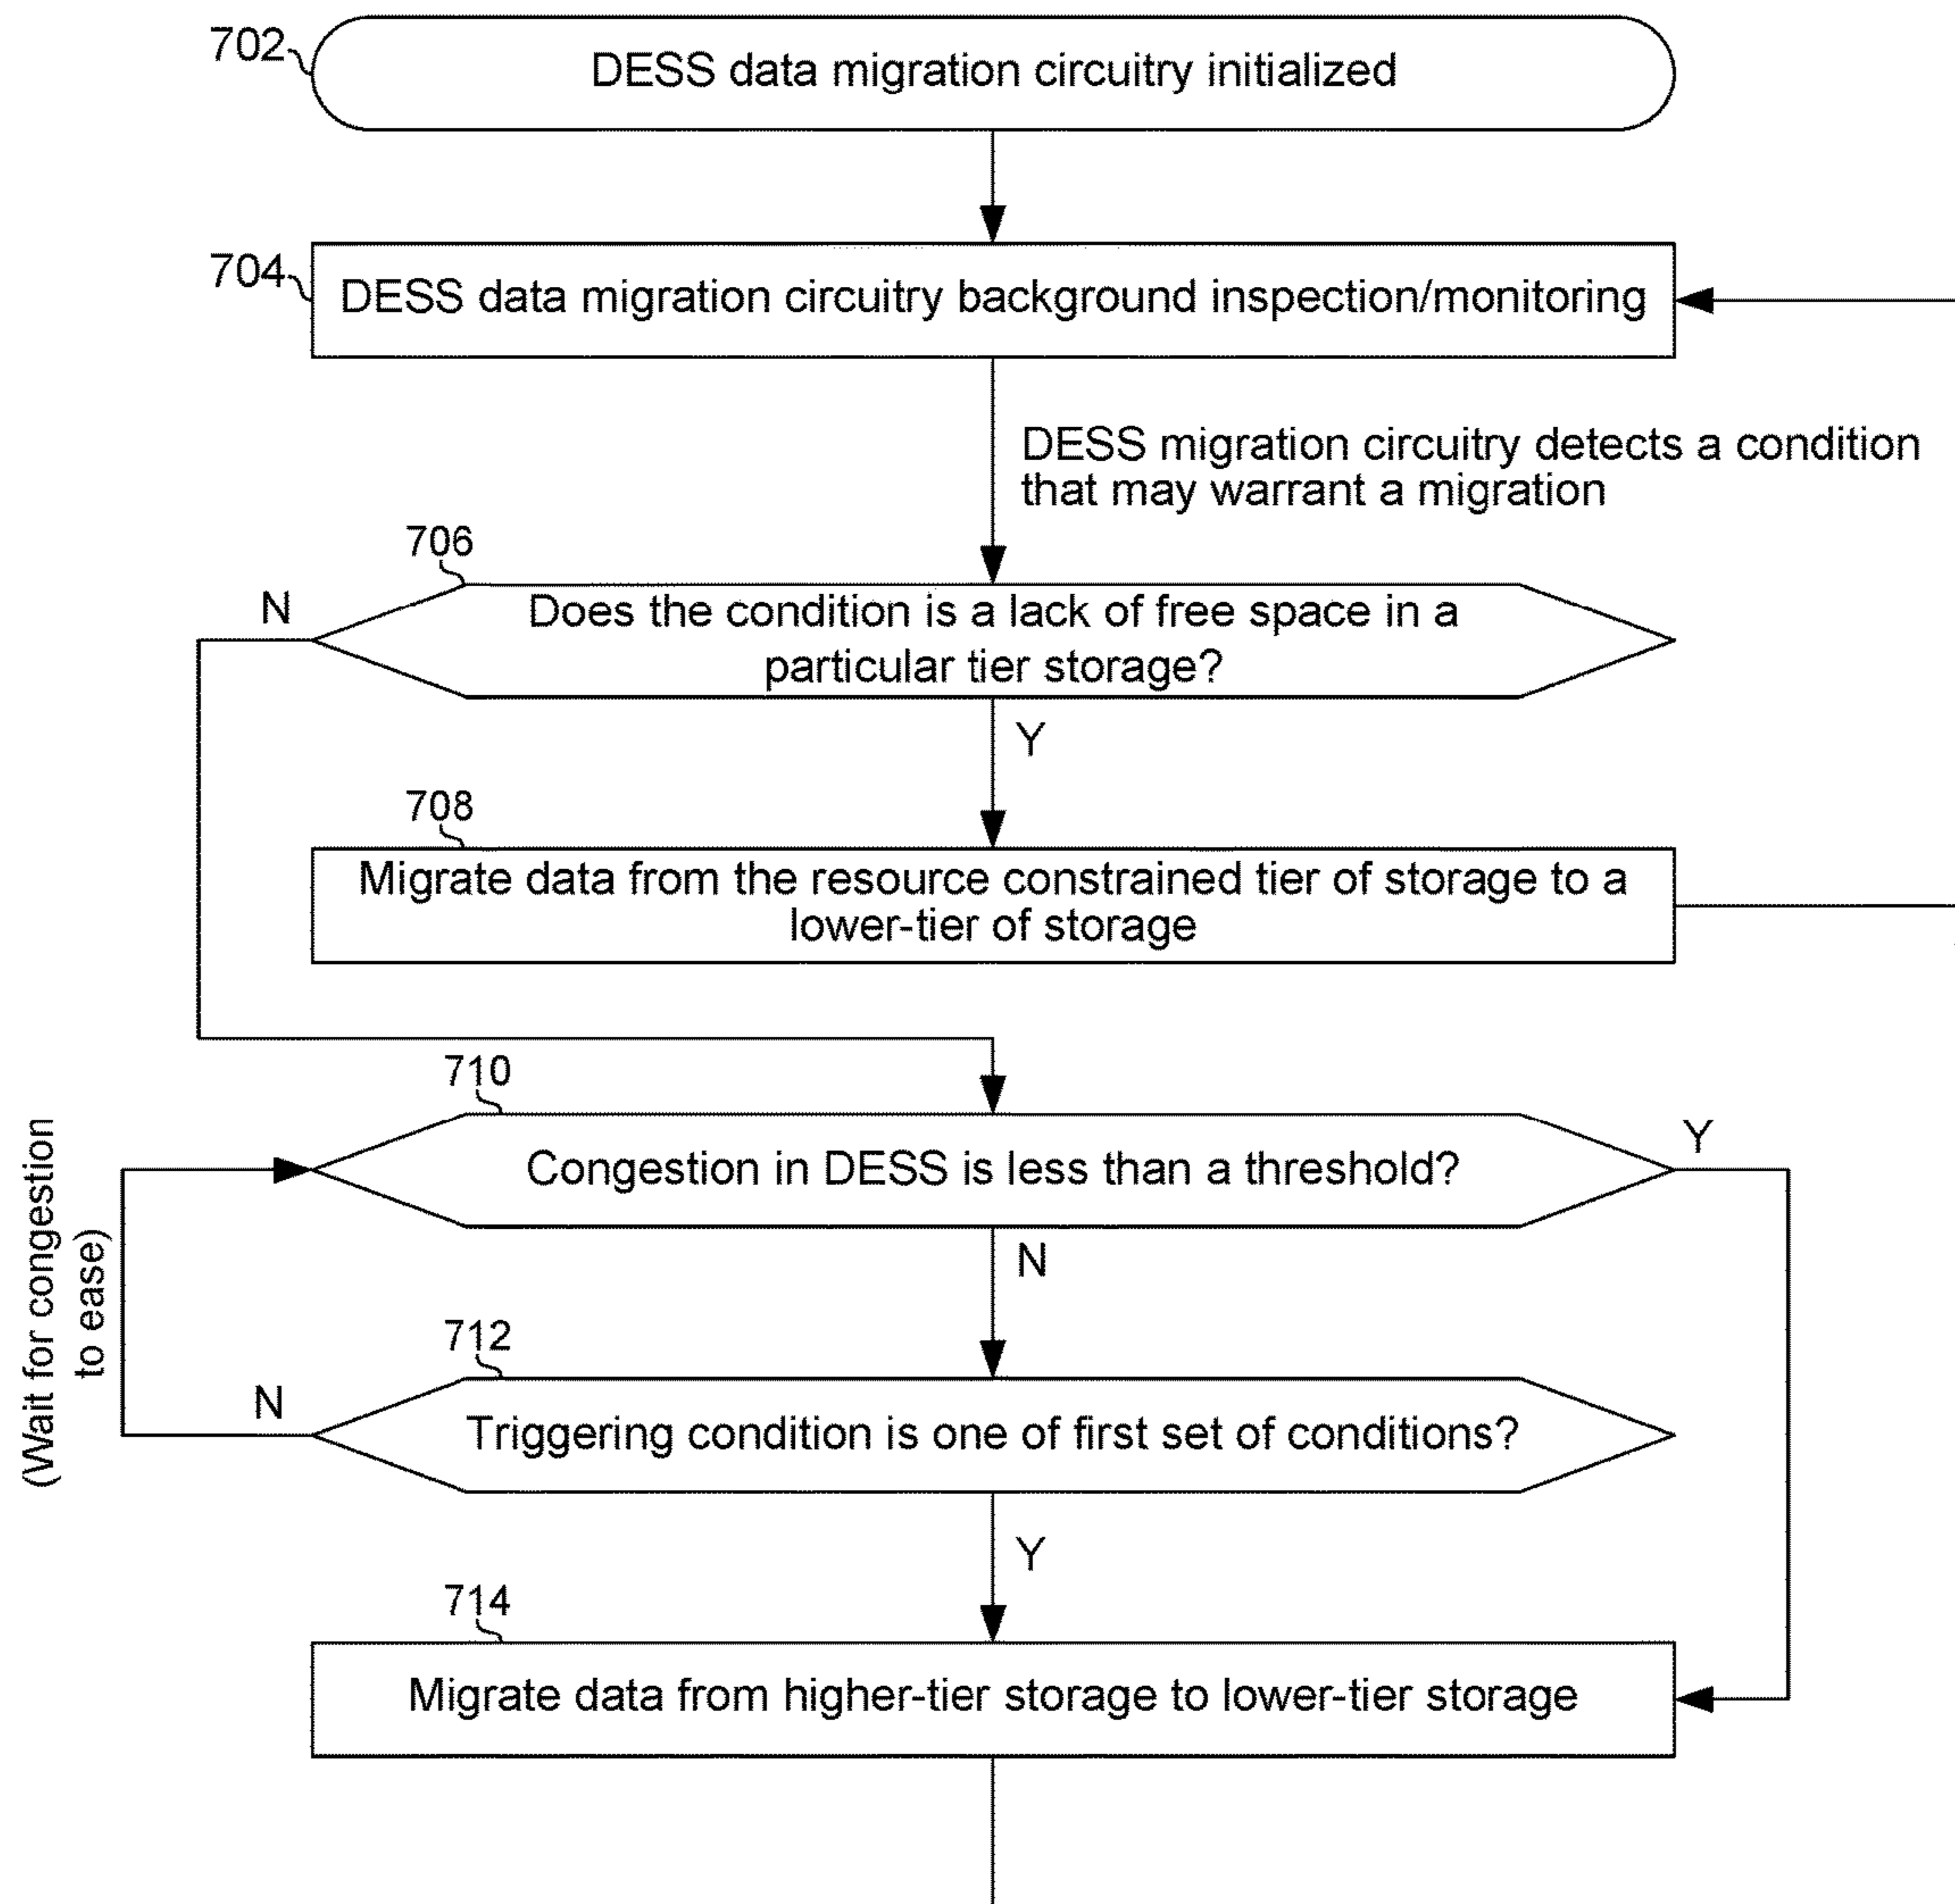 702
DESS data migration circuitry initialized
704
DESS data migration circuitry background inspection/monitoring
DESS migration circuitry detects a condition
that may warrant a migration
706
N
Does the condition is a lack of free space in a
particular tier storage?
Y
708
Migrate data from the resource constrained tier of storage to a
lower-tier of storage
710
Y
Congestion in DESS is less than a threshold?
(Wait for congestion
to ease)
N
712
N
Triggering condition is one of first set of conditions?
Y
714
Migrate data from higher-tier storage to lower-tier storage